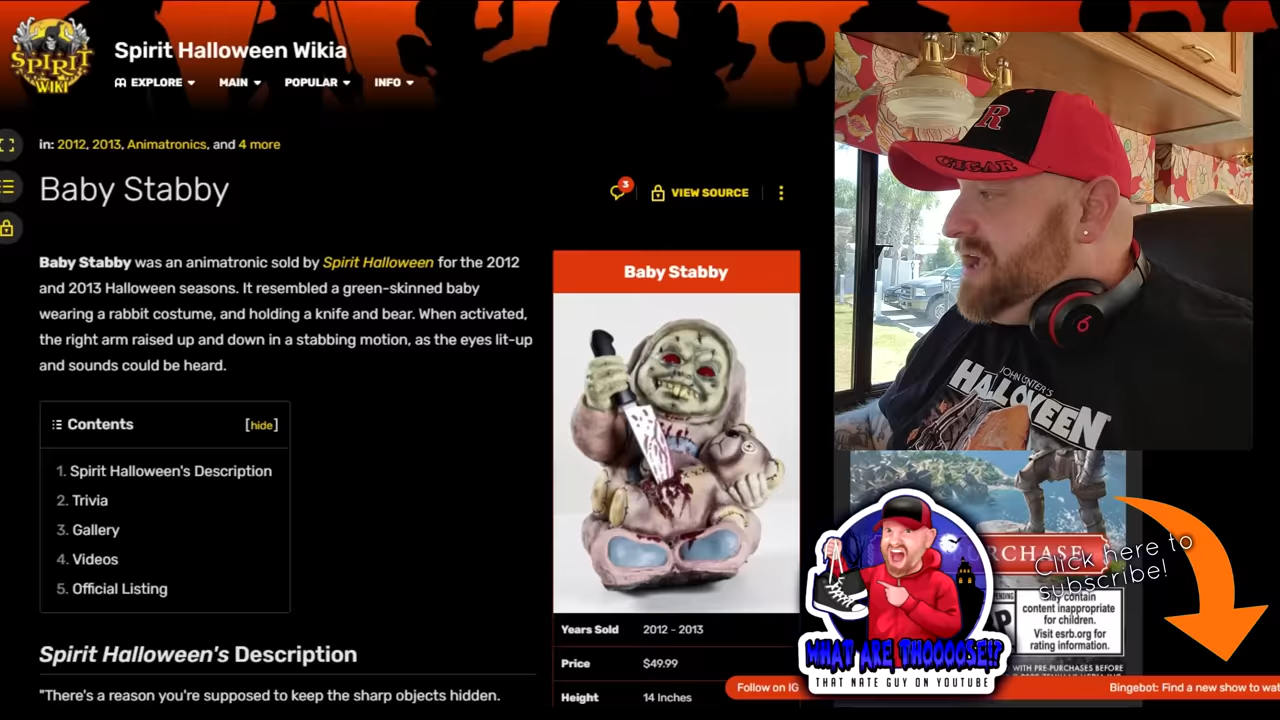 SPIRIT
WIKI
Spirit Halloween Wikia
EXPLORE
MAIN
POPULAR
INFO
in: 2012, 2013, Animatronics, and 4 more
Baby Stabby
3
VIEW SOURCE
Baby Stabby was an animatronic sold by Spirit Halloween for the 2012
and 2013 Halloween seasons. It resembled a green-skinned baby
wearing a rabbit costume, and holding a knife and bear. When activated,
the right arm raised up and down in a stabbing motion, as the eyes lit-up
and sounds could be heard.
Contents
[hide]
1. Spirit Halloween's Description
2. Trivia
3. Gallery
4. Videos
5. Official Listing
Spirit Halloween's Description
"There's a reason you're supposed to keep the sharp objects hidden.
Baby Stabby
Years Sold
2012 - 2013
Price
$49.99
Height
14 Inches
R
CIGAR
HALLOWEEN
Click here to
subscribe!
content inappropriate
for children.
Visit esrb.org for
rating information.
WITH PRE-PURCHASES BEFORE
WHAT ARE THOOOOSE!?
THAT NATE GUY ON YOUTUBE
Follow on IG
Bingebot: Find a new show to wat